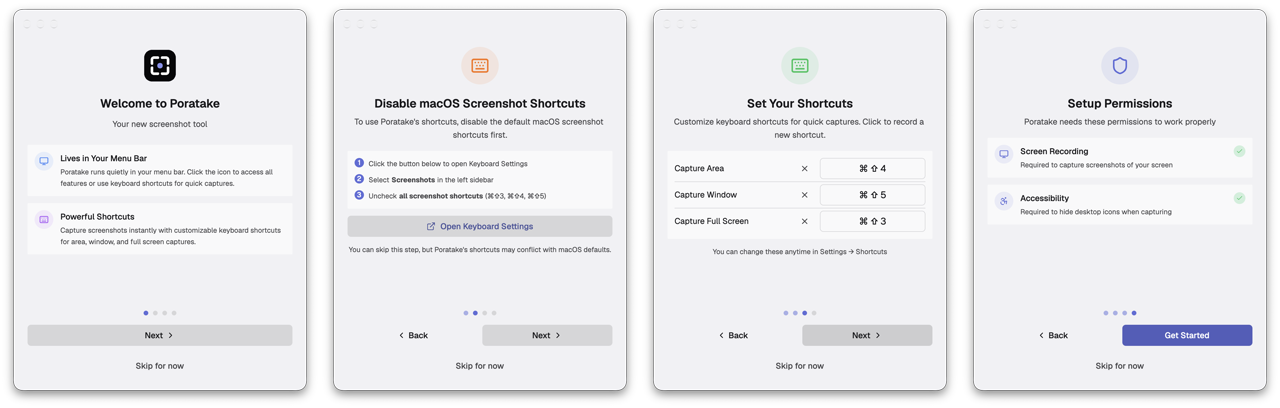 Welcome to Poratake
Your new screenshot tool
Lives in Your Menu Bar
Poratake runs quietly in your menu bar. Click the icon to access all
features or use keyboard shortcuts for quick captures.
Powerful Shortcuts
Capture screenshots instantly with customizable keyboard shortcuts
for area, window, and full screen captures.
Next
Skip for now
Disable macOS Screenshot Shortcuts
To use Poratake's shortcuts, disable the default macOS screenshot
shortcuts first.
1 Click the button below to open Keyboard Settings
2 Select Screenshots in the left sidebar
3 Uncheck all screenshot shortcuts (⌘⇧3, ⌘⇧4, ⌘⇧5)
Open Keyboard Settings
You can skip this step, but Poratake's shortcuts may conflict with macOS defaults.
Back Next
Skip for now
Set Your Shortcuts
Customize keyboard shortcuts for quick captures. Click to record a
new shortcut.
Capture Area ⌘ ⇧ 4
Capture Window ⌘ ⇧ 5
Capture Full Screen ⌘ ⇧ 3
You can change these anytime in Settings → Shortcuts
Back Next
Skip for now
Setup Permissions
Poratake needs these permissions to work properly
Screen Recording
Required to capture screenshots of your screen
Accessibility
Required to hide desktop icons when capturing
Back Get Started
Skip for now